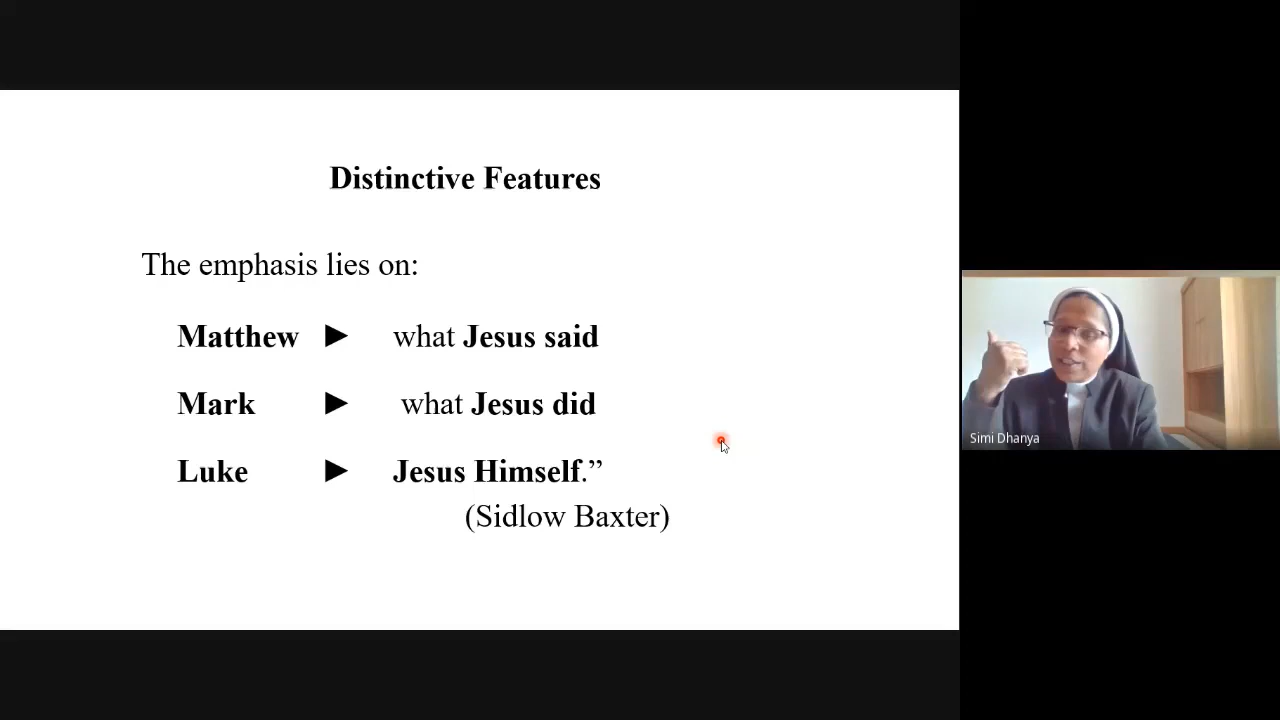 Distinctive Features
The emphasis lies on:
Matthew ► what Jesus said
Mark ► what Jesus did
Luke ► Jesus Himself.”
(Sidlow Baxter)
Simi Dhanya